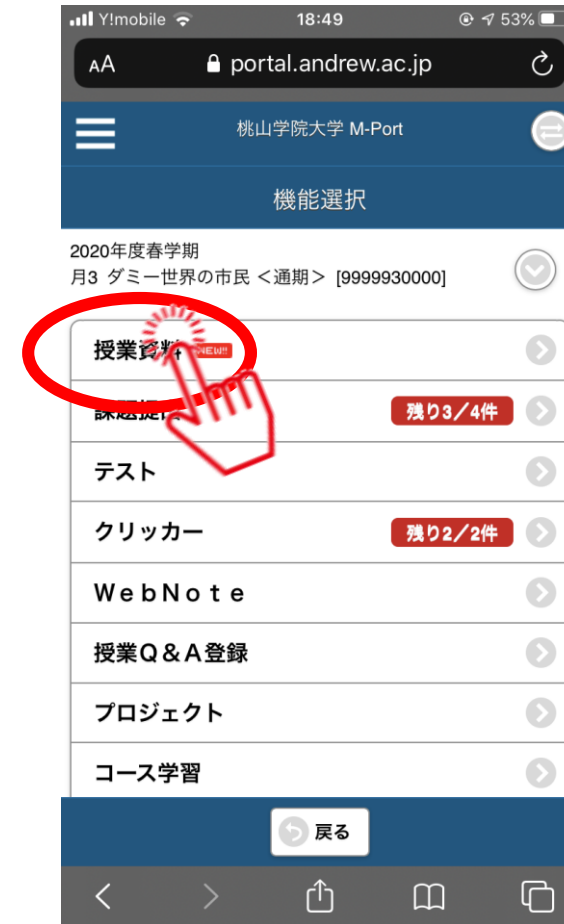 Y!mobile 18:49 53%
AA portal.andrew.ac.jp
桃山学院大学 M-Port
機能選択
2020年度春学期
月3 ダミー世界の市民 <通期> [9999930000]
授業資料 NEW!!
課題提出 残り3/4件
テスト
クリッカー 残り2/2件
WebNote
授業Q&A登録
プロジェクト
コース学習
戻る